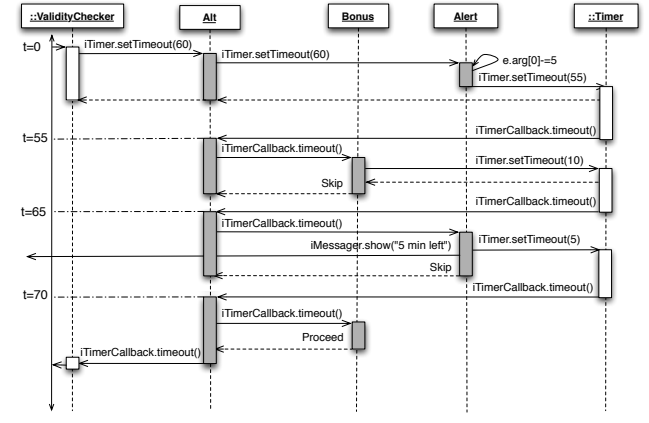 ::ValidityChecker Alt Bonus Alert ::Timer
t=0
iTimer.setTimeout(60)
iTimer.setTimeout(60)
e.arg[0]-=5
iTimer.setTimeout(55)
iTimerCallback.timeout()
t=55
iTimerCallback.timeout()
iTimer.setTimeout(10)
Skip
iTimerCallback.timeout()
t=65
iTimerCallback.timeout()
iMessager.show("5 min left")
iTimer.setTimeout(5)
Skip
iTimerCallback.timeout()
t=70
iTimerCallback.timeout()
Proceed
iTimerCallback.timeout()